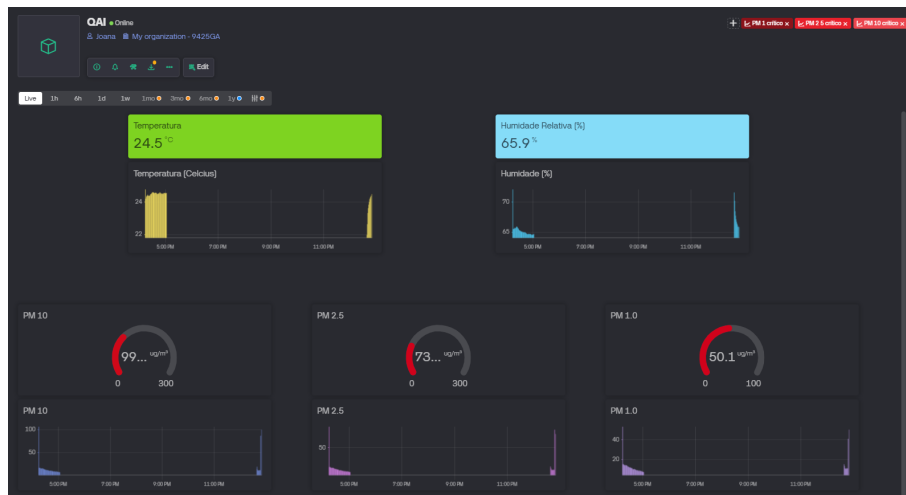 QAI Online
Joana My organization - 9425GA
PM 1 crítico x PM 2 5 crítico x PM 10 crítico x
Edit
Live 1h 6h 1d 1w 1mo 3mo 6mo 1y
Temperatura
24.5 °C
Humidade Relativa [%]
65.9 %
Temperatura [Celcius]
24
22
5:00 PM 7:00 PM 9:00 PM 11:00 PM
Humidade [%]
70
65
5:00 PM 7:00 PM 9:00 PM 11:00 PM
PM 10
99... ug/m³
0 300
PM 2.5
73... ug/m³
0 300
PM 1.0
50.1 ug/m³
0 100
PM 10
100
50
5:00 PM 7:00 PM 9:00 PM 11:00 PM
PM 2.5
50
5:00 PM 7:00 PM 9:00 PM 11:00 PM
PM 1.0
40
20
5:00 PM 7:00 PM 9:00 PM 11:00 PM